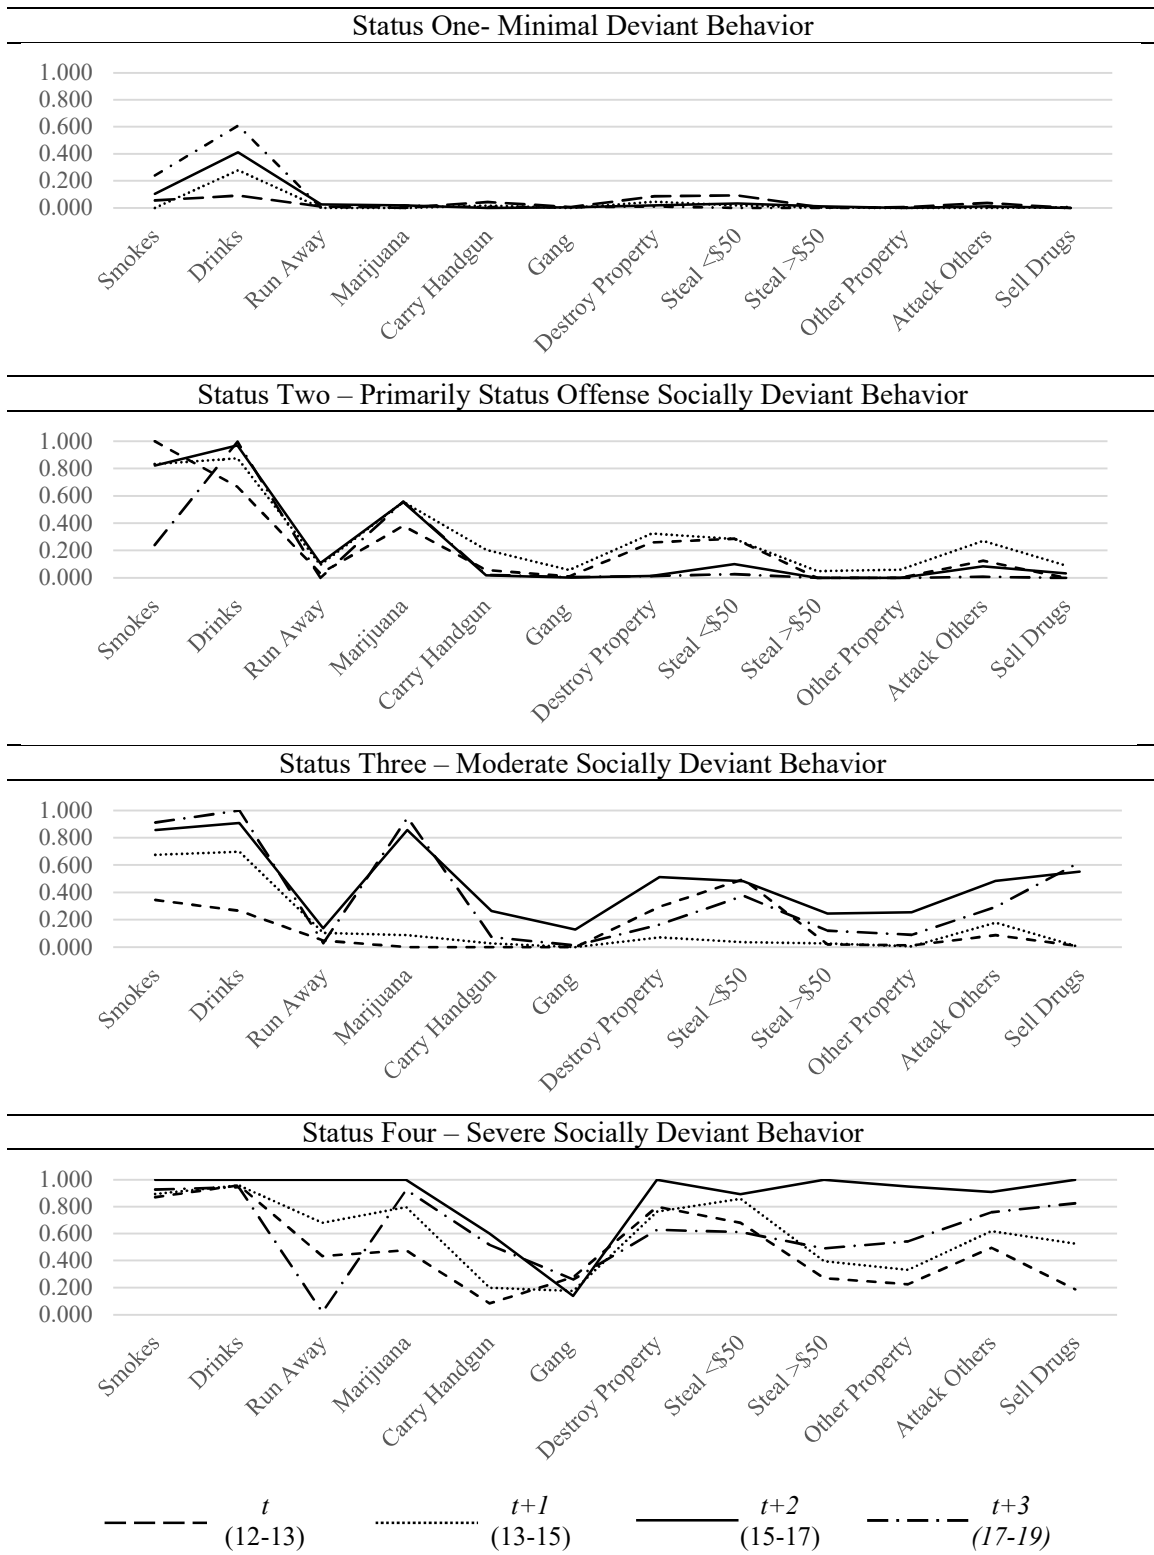 Status One- Minimal Deviant Behavior
1.000
0.800
0.600
0.400
0.200
0.000
Smokes
Drinks
Run Away
Marijuana
Carry Handgun
Gang
Destroy Property
Steal <$50
Steal >$50
Other Property
Attack Others
Sell Drugs
Status Two – Primarily Status Offense Socially Deviant Behavior
1.000
0.800
0.600
0.400
0.200
0.000
Smokes
Drinks
Run Away
Marijuana
Carry Handgun
Gang
Destroy Property
Steal <$50
Steal >$50
Other Property
Attack Others
Sell Drugs
Status Three – Moderate Socially Deviant Behavior
1.000
0.800
0.600
0.400
0.200
0.000
Smokes
Drinks
Run Away
Marijuana
Carry Handgun
Gang
Destroy Property
Steal <$50
Steal >$50
Other Property
Attack Others
Sell Drugs
Status Four – Severe Socially Deviant Behavior
1.000
0.800
0.600
0.400
0.200
0.000
Smokes
Drinks
Run Away
Marijuana
Carry Handgun
Gang
Destroy Property
Steal <$50
Steal >$50
Other Property
Attack Others
Sell Drugs
t t+1 t+2 t+3
(12-13) (13-15) (15-17) (17-19)